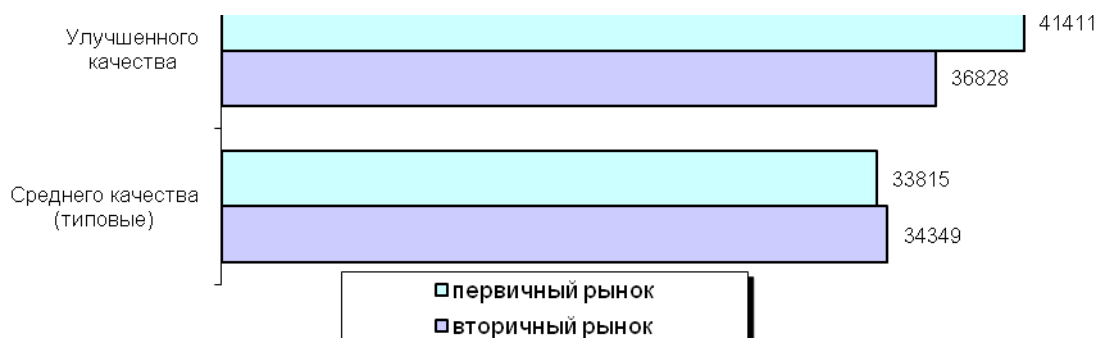 41411
Улучшенного
качества
36828
33815
Среднего качества
(типовые)
34349
первичный рынок
вторичный рынок